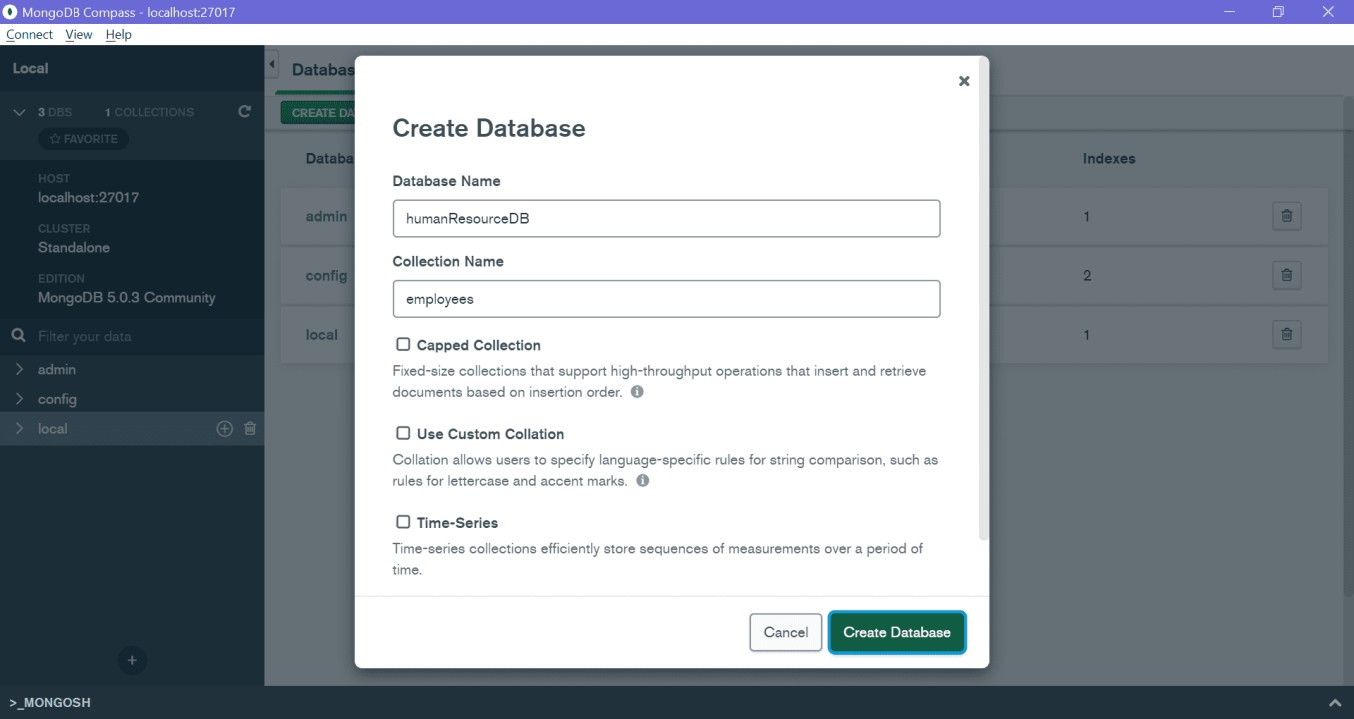 MongoDB Compass - localhost:27017
Connect View Help
Local
3 DBS 1 COLLECTIONS
FAVORITE
HOST
localhost:27017
CLUSTER
Standalone
EDITION
MongoDB 5.0.3 Community
Filter your data
admin
config
local
>_MONGOSH
Databas
CREATE DA
Databa
Indexes
admin
1
config
2
local
1
Create Database
Database Name
humanResourceDB
Collection Name
employees
Capped Collection
Fixed-size collections that support high-throughput operations that insert and retrieve
documents based on insertion order.
Use Custom Collation
Collation allows users to specify language-specific rules for string comparison, such as
rules for lettercase and accent marks.
Time-Series
Time-series collections efficiently store sequences of measurements over a period of
time.
Cancel
Create Database